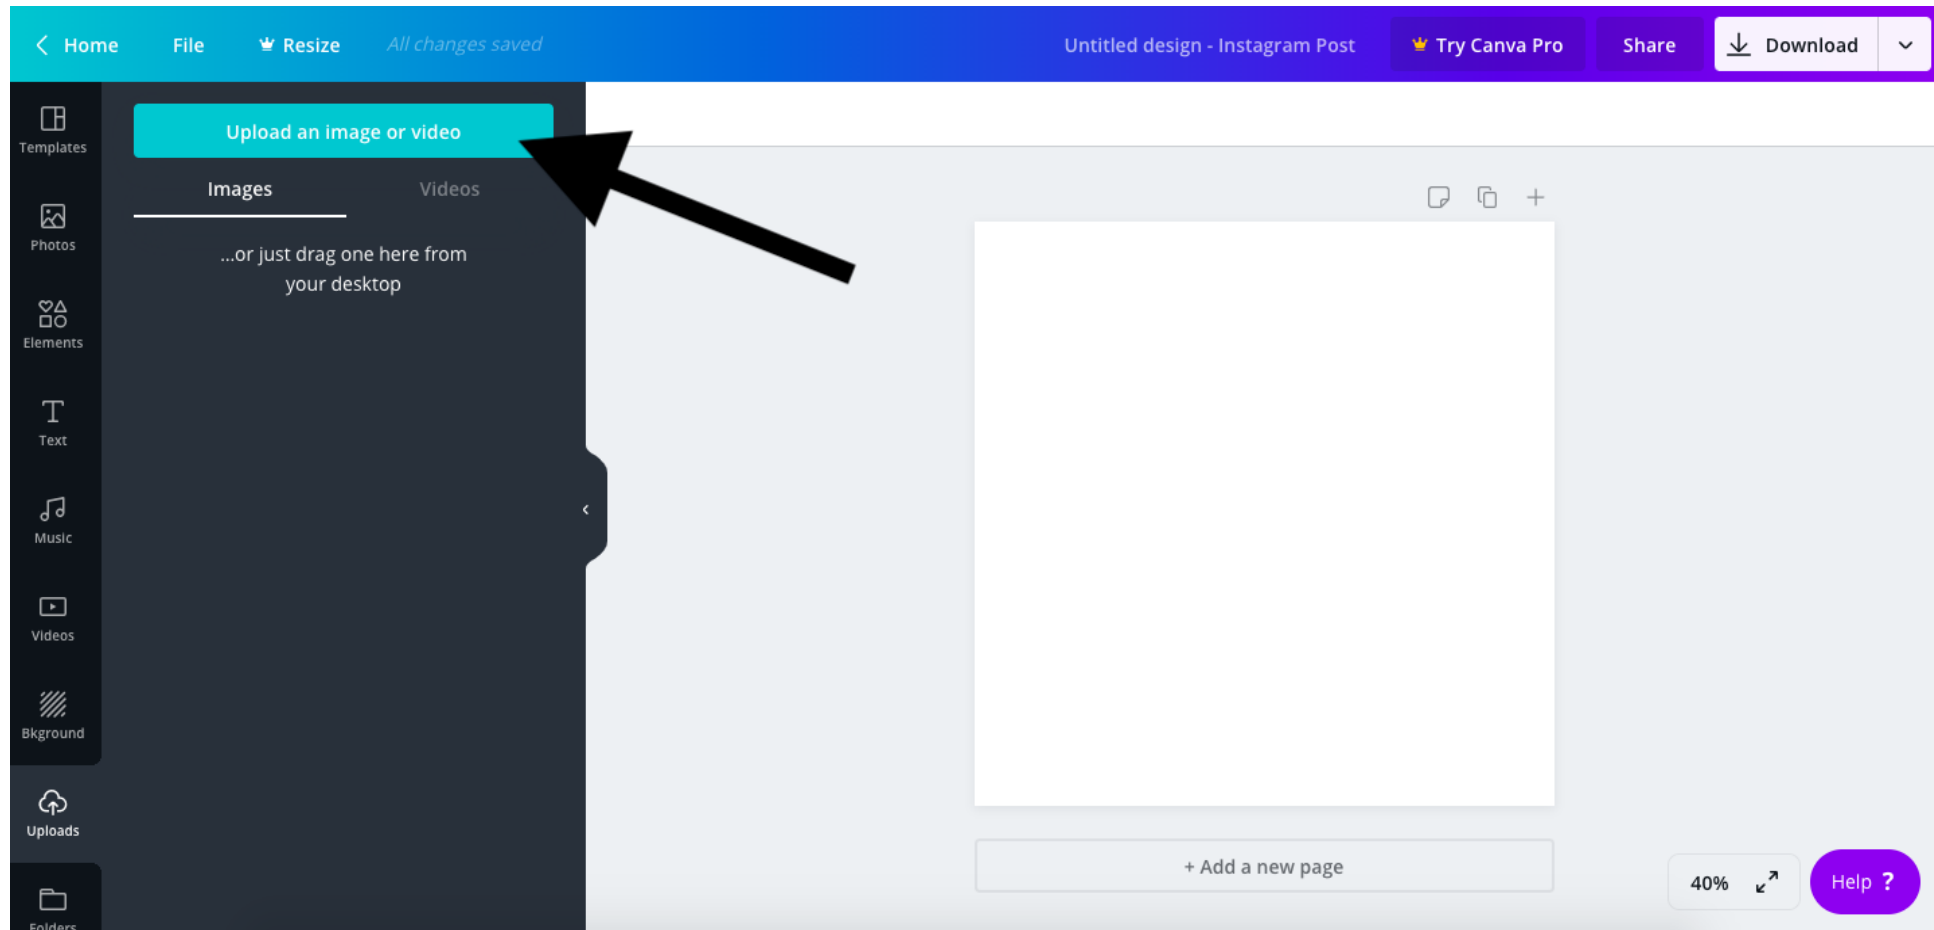 Home File Resize All changes saved Untitled design - Instagram Post Try Canva Pro Share Download
Templates
Photos
Elements
Text
Music
Videos
Bkground
Uploads
Folders
Upload an image or video
Images Videos
...or just drag one here from
your desktop
+ Add a new page
40%
Help ?